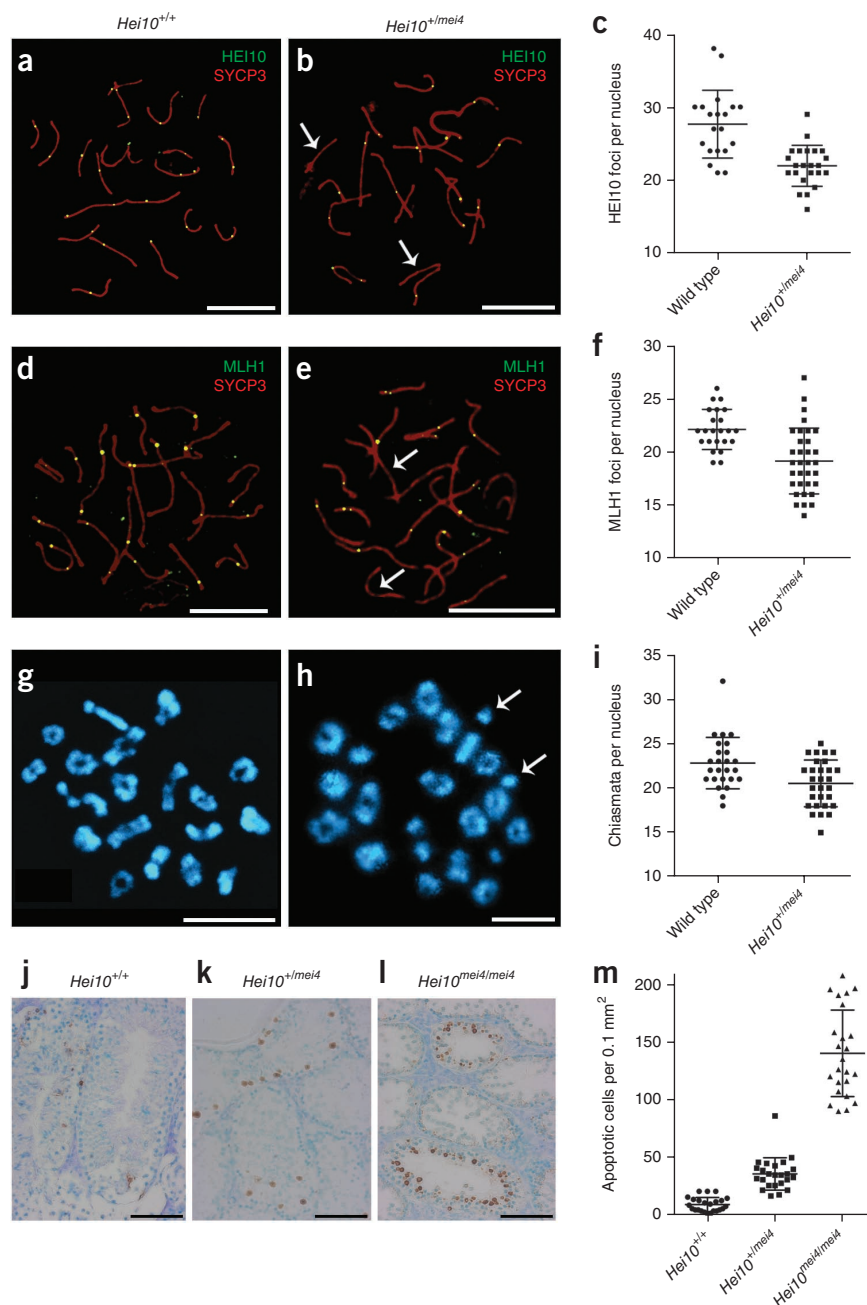 Hei10+/+
Hei10+/mei4
a
HEI10
SYCP3
b
HEI10
SYCP3
c
HEI10 foci per nucleus
40
30
20
10
Wild type
Hei10+/mei4
d
MLH1
SYCP3
e
MLH1
SYCP3
f
MLH1 foci per nucleus
30
25
20
15
10
Wild type
Hei10+/mei4
g
h
i
Chiasmata per nucleus
35
30
25
20
15
10
Wild type
Hei10+/mei4
j
Hei10+/+
k
Hei10+/mei4
l
Hei10mei4/mei4
m
Apoptotic cells per 0.1 mm²
200
150
100
50
0
Hei10+/+
Hei10+/mei4
Hei10mei4/mei4